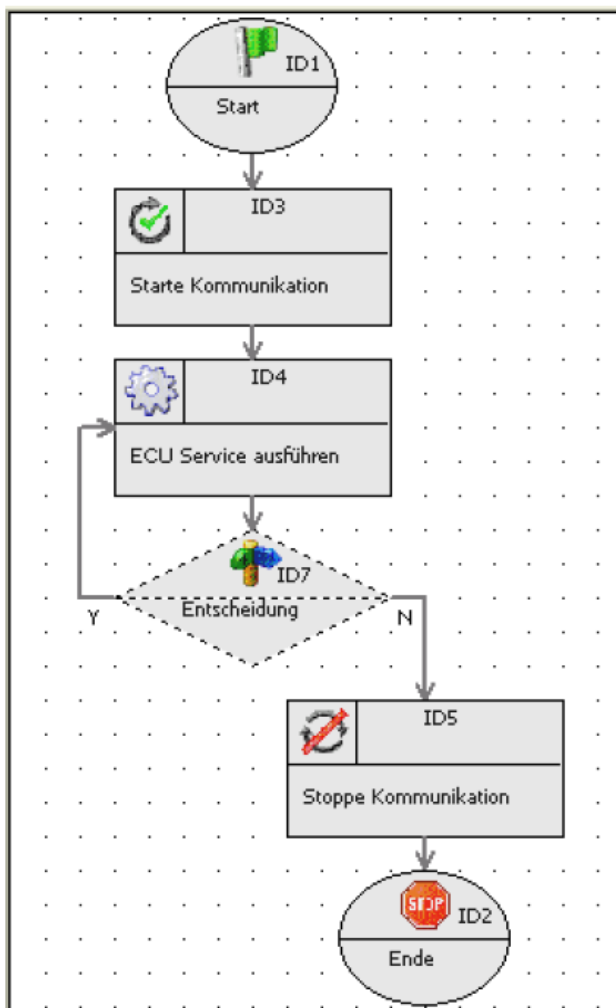 ID1
Start
ID3
Starte Kommunikation
ID4
ECU Service ausführen
ID7
Entscheidung
Y
N
ID5
Stoppe Kommunikation
STOP
ID2
Ende